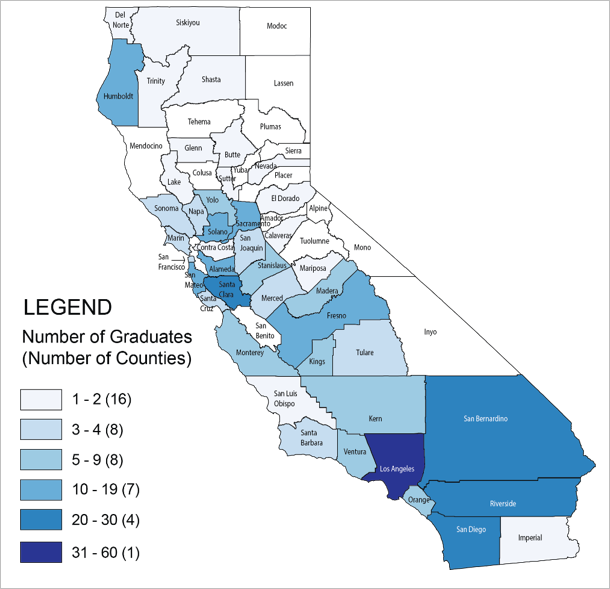 Del
Norte
Siskiyou
Modoc
Humboldt
Trinity
Shasta
Lassen
Tehema
Plumas
Mendocino
Glenn
Butte
Sierra
Lake
Colusa
Sutter
Yuba
Nevada
Placer
Sonoma
Napa
Yolo
El Dorado
Alpine
Marin
Solano
Sacramento
Amador
Calaveras
Tuolumne
Mono
San
Francisco
Contra Costa
San
Joaquin
Alameda
Stanislaus
Mariposa
San
Mateo
Santa
Clara
Santa
Cruz
Merced
Madera
Fresno
San
Benito
Inyo
Monterey
Kings
Tulare
San Luis
Obispo
Kern
San Bernardino
Santa
Barbara
Ventura
Los Angeles
Orange
Riverside
San Diego
Imperial
LEGEND
Number of Graduates
(Number of Counties)
1 - 2 (16)
3 - 4 (8)
5 - 9 (8)
10 - 19 (7)
20 - 30 (4)
31 - 60 (1)